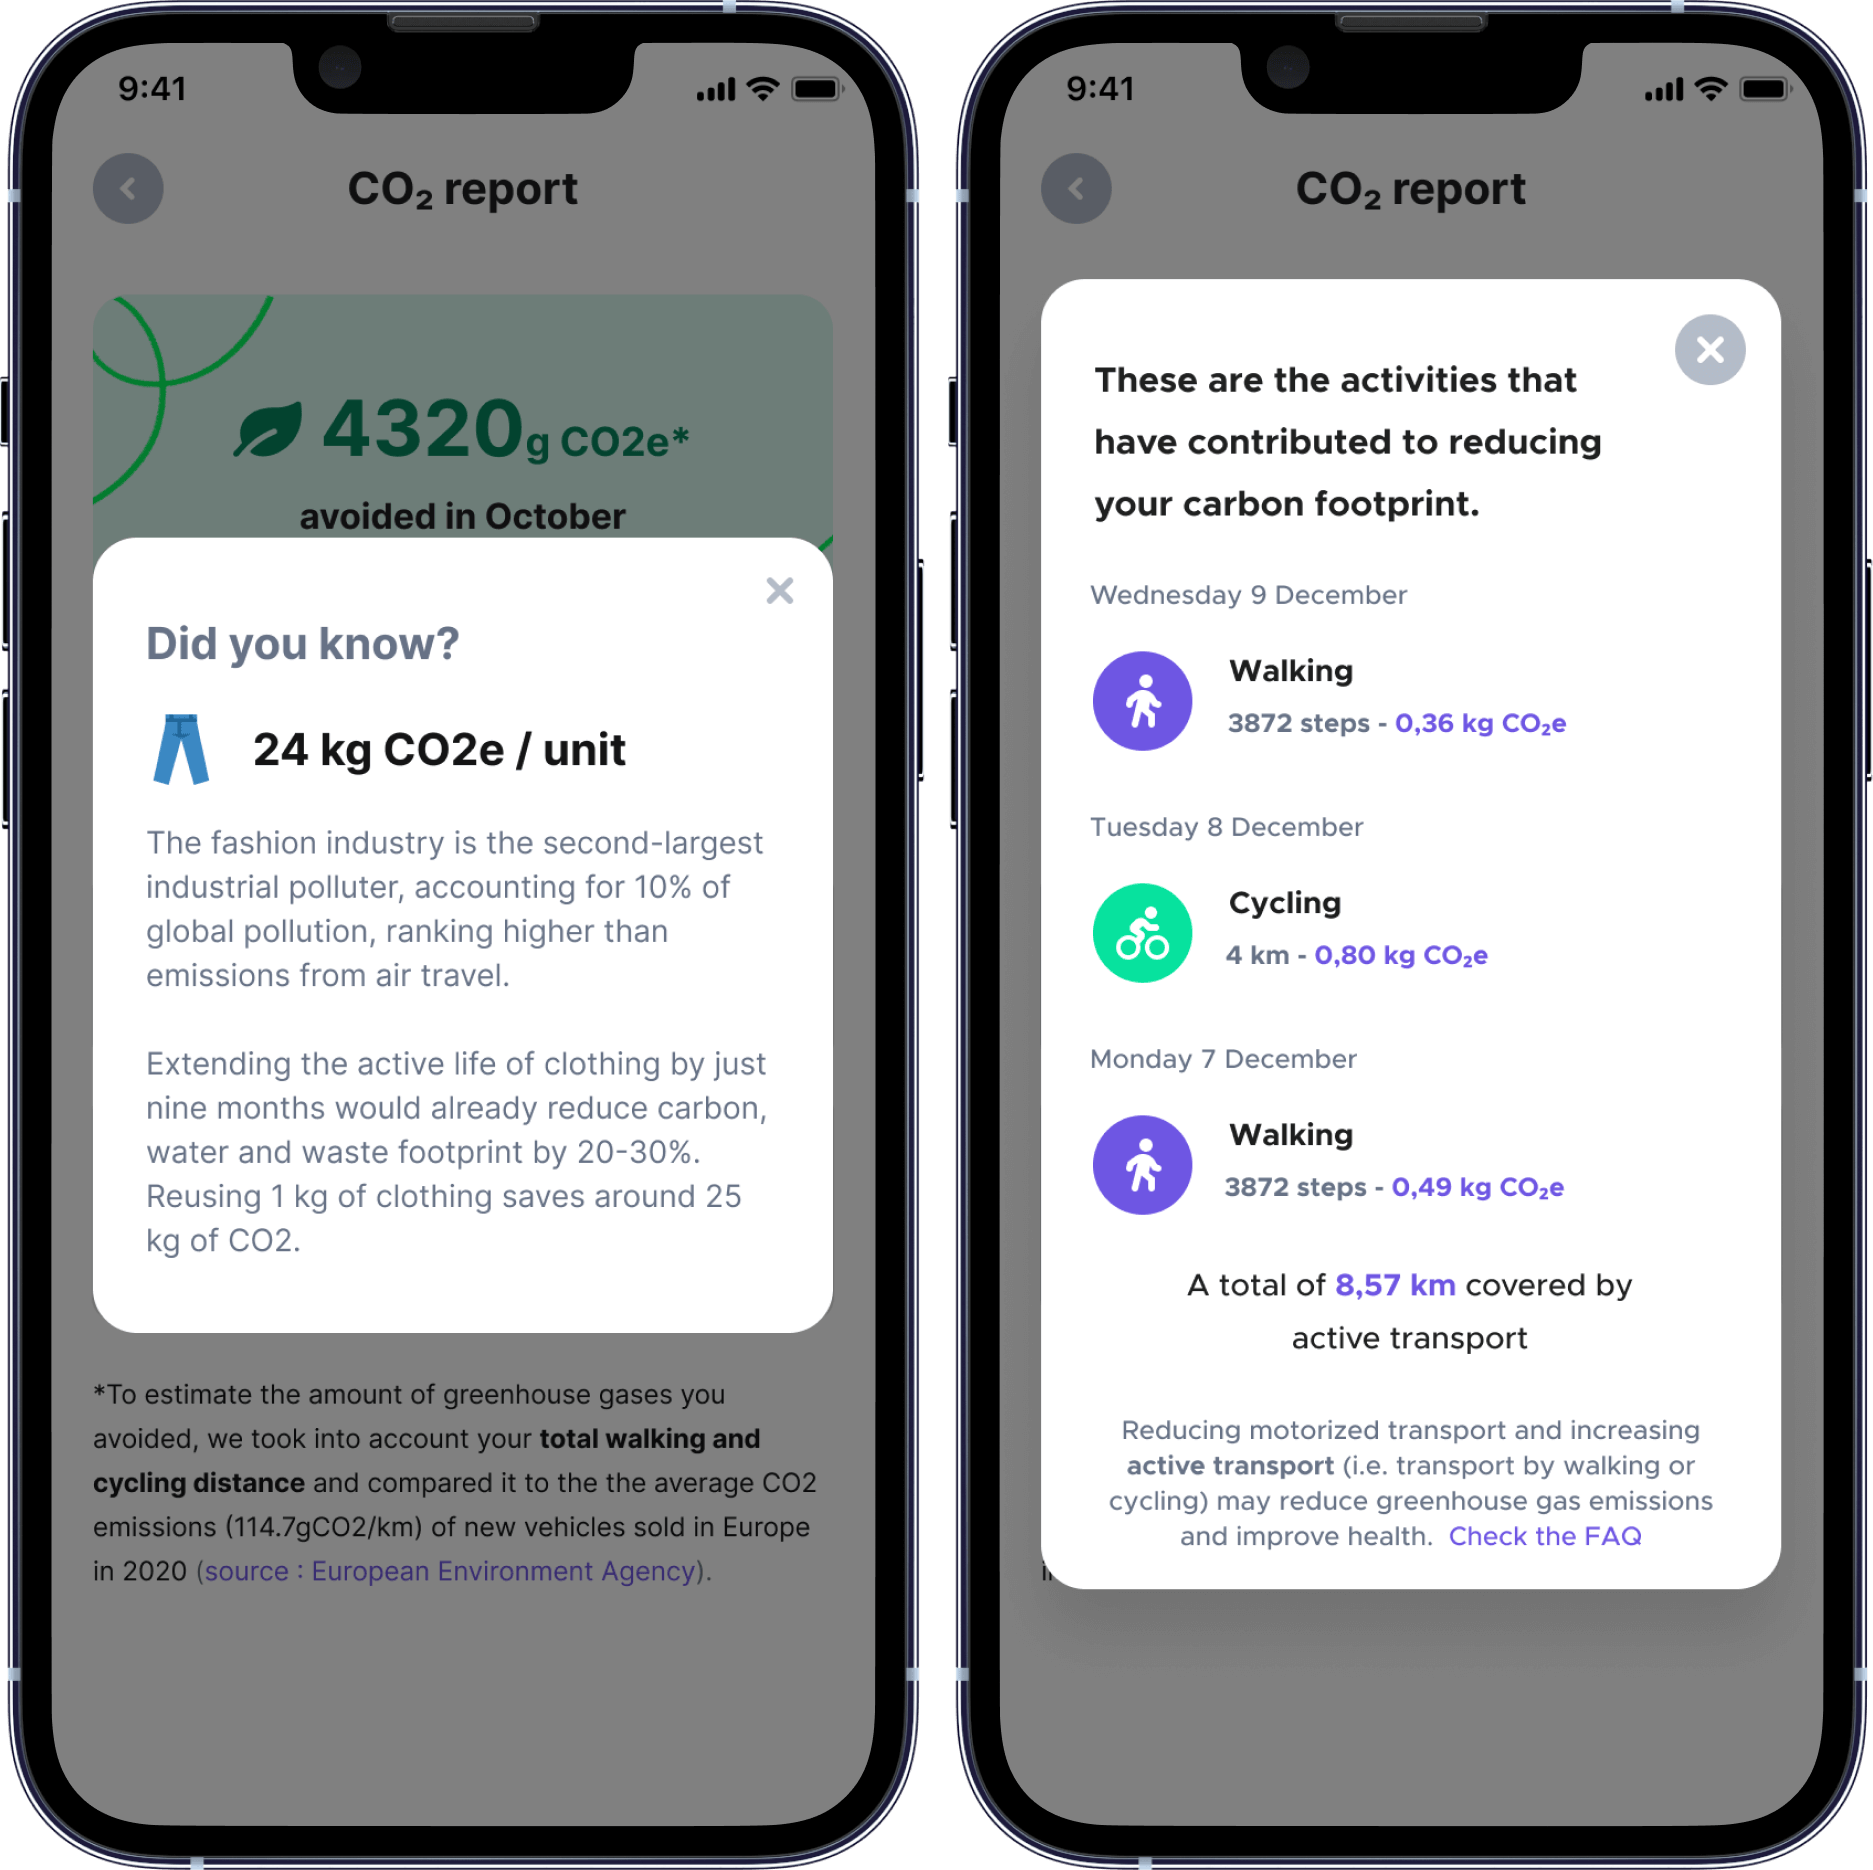 9:41
CO₂ report
4320g CO2e*
avoided in October
Did you know?
24 kg CO2e / unit
The fashion industry is the second-largest
industrial polluter, accounting for 10% of
global pollution, ranking higher than
emissions from air travel.
Extending the active life of clothing by just
nine months would already reduce carbon,
water and waste footprint by 20-30%.
Reusing 1 kg of clothing saves around 25
kg of CO2.
*To estimate the amount of greenhouse gases you
avoided, we took into account your total walking and
cycling distance and compared it to the the average CO2
emissions (114.7gCO2/km) of new vehicles sold in Europe
in 2020 (source : European Environment Agency).
9:41
CO₂ report
These are the activities that
have contributed to reducing
your carbon footprint.
Wednesday 9 December
Walking
3872 steps - 0,36 kg CO₂e
Tuesday 8 December
Cycling
4 km - 0,80 kg CO₂e
Monday 7 December
Walking
3872 steps - 0,49 kg CO₂e
A total of 8,57 km covered by
active transport
Reducing motorized transport and increasing
active transport (i.e. transport by walking or
cycling) may reduce greenhouse gas emissions
and improve health. Check the FAQ